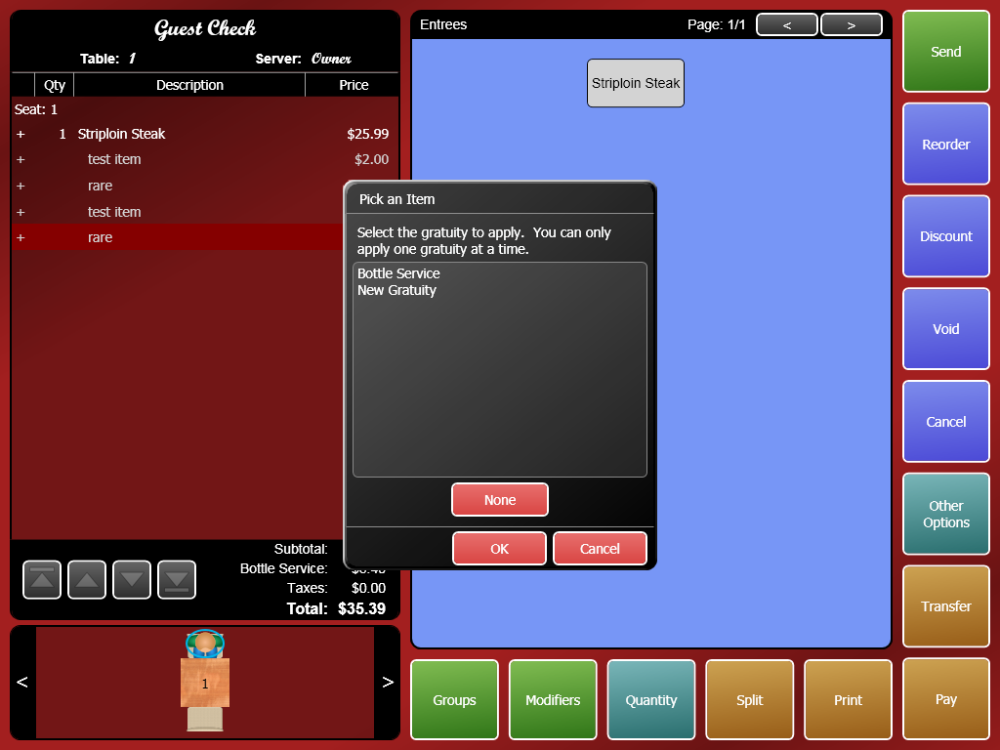 Guest Check
Table: 1 Server: Owner
Qty Description Price
Seat: 1
+ 1 Striploin Steak $25.99
+ test item $2.00
+ rare
+ test item
+ rare
Subtotal:
Bottle Service:
Taxes: $0.00
Total: $35.39
< 1 >
Entrees Page: 1/1 < >
Striploin Steak
Pick an Item
Select the gratuity to apply. You can only
apply one gratuity at a time.
Bottle Service
New Gratuity
None
OK Cancel
Groups Modifiers Quantity Split Print
Send
Reorder
Discount
Void
Cancel
Other
Options
Transfer
Pay